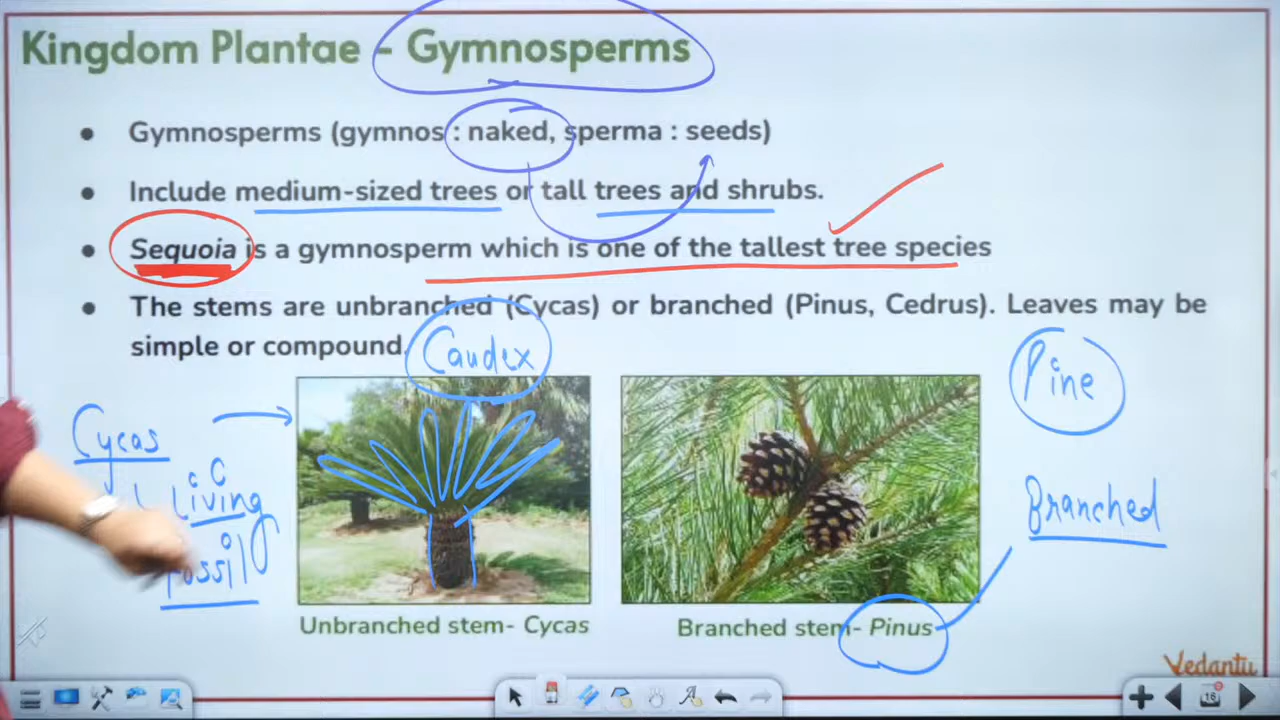 Kingdom Plantae - Gymnosperms
• Gymnosperms (gymnos : naked, sperma : seeds)
• Include medium-sized trees or tall trees and shrubs.
• Sequoia is a gymnosperm which is one of the tallest tree species
• The stems are unbranched (Cycas) or branched (Pinus, Cedrus). Leaves may be
simple or compound.
Caudex
Pine
Cycas
Living
Fossil
Branched
Unbranched stem- Cycas
Branched stem- Pinus
Vedantu
16